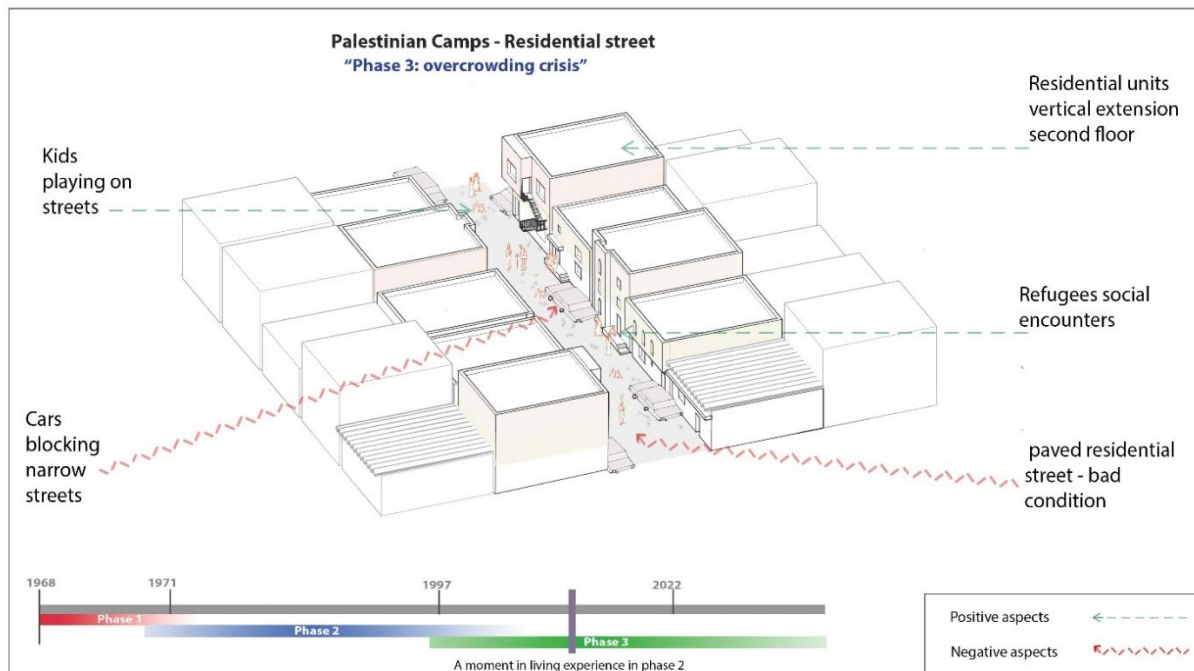 Palestinian Camps - Residential street
“Phase 3: overcrowding crisis”
Residential units
vertical extension
second floor
Kids
playing on
streets
Refugees social
encounters
Cars
blocking
narrow
streets
paved residential
street - bad
condition
1968
1971
1997
2022
Phase 1
Phase 2
Phase 3
A moment in living experience in phase 2
Positive aspects
Negative aspects